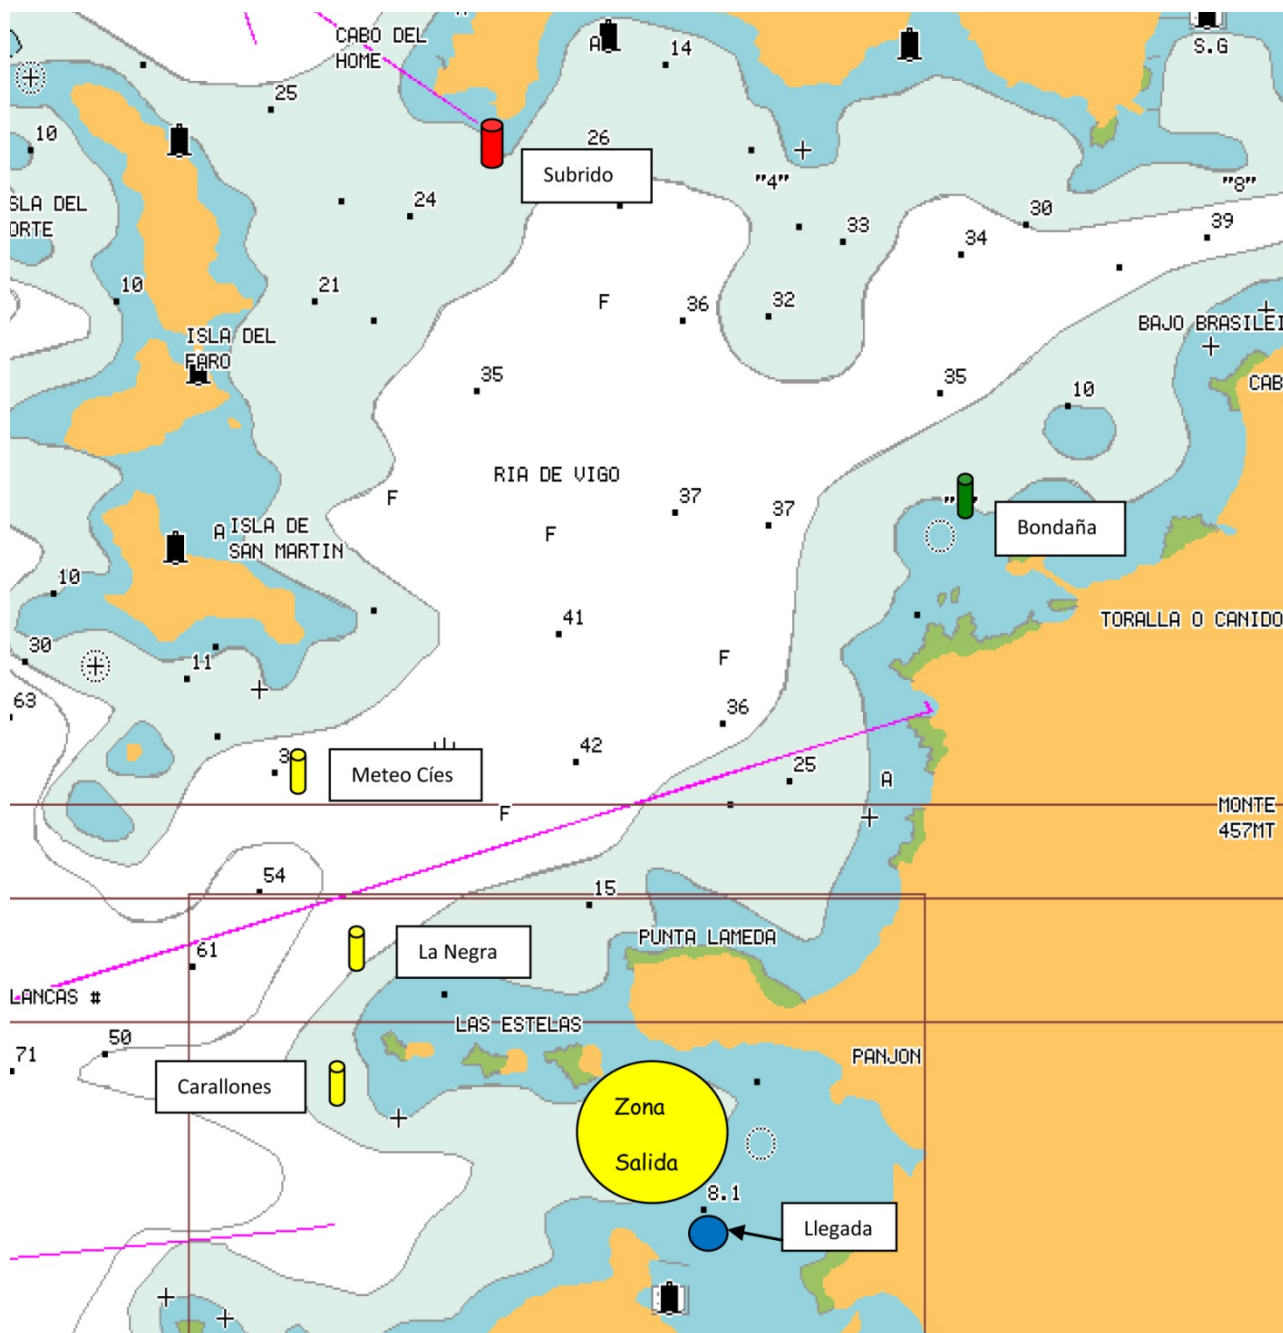 CABO DEL
HOME
A
14
S.G
25
10
26
Subrido
"4"
"8"
SLA DEL
ORTE
24
33
30
34
39
10
21
F
36
32
BAJO BRASILEI
ISLA DEL
FARO
35
35
10
CAB
RIA DE VIGO
F
37
37
Bondaña
A
ISLA DE
SAN MARTIN
F
10
41
TORALLA O CANIDO
30
11
F
63
36
42
3
Meteo Cíes
25
A
F
MONTE
457MT
54
15
61
La Negra
PUNTA LAMEDA
LANCAS #
50
LAS ESTELAS
71
PANJON
Carallones
Zona
Salida
8.1
Llegada